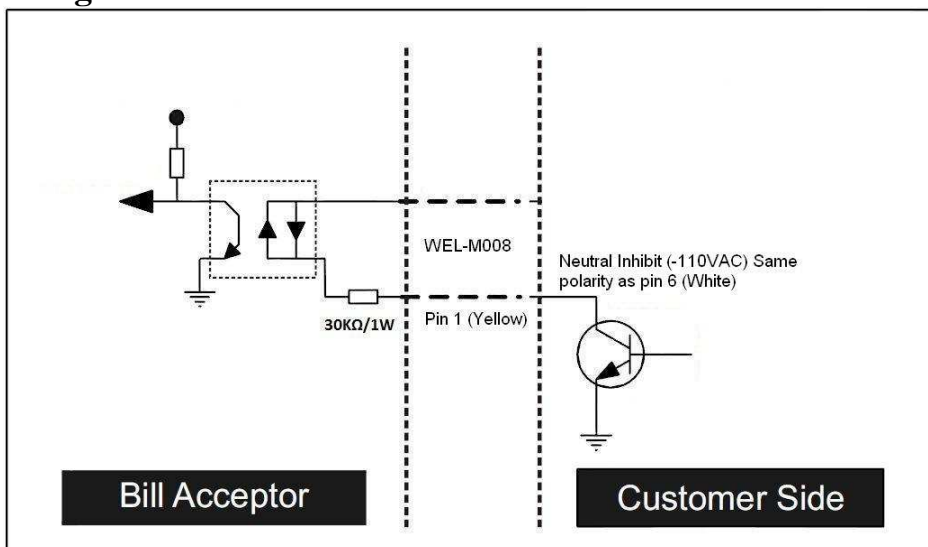 WEL-M008
Neutral Inhibit (-110VAC) Same
polarity as pin 6 (White)
30KΩ/1W
Pin 1 (Yellow)
Bill Acceptor
Customer Side